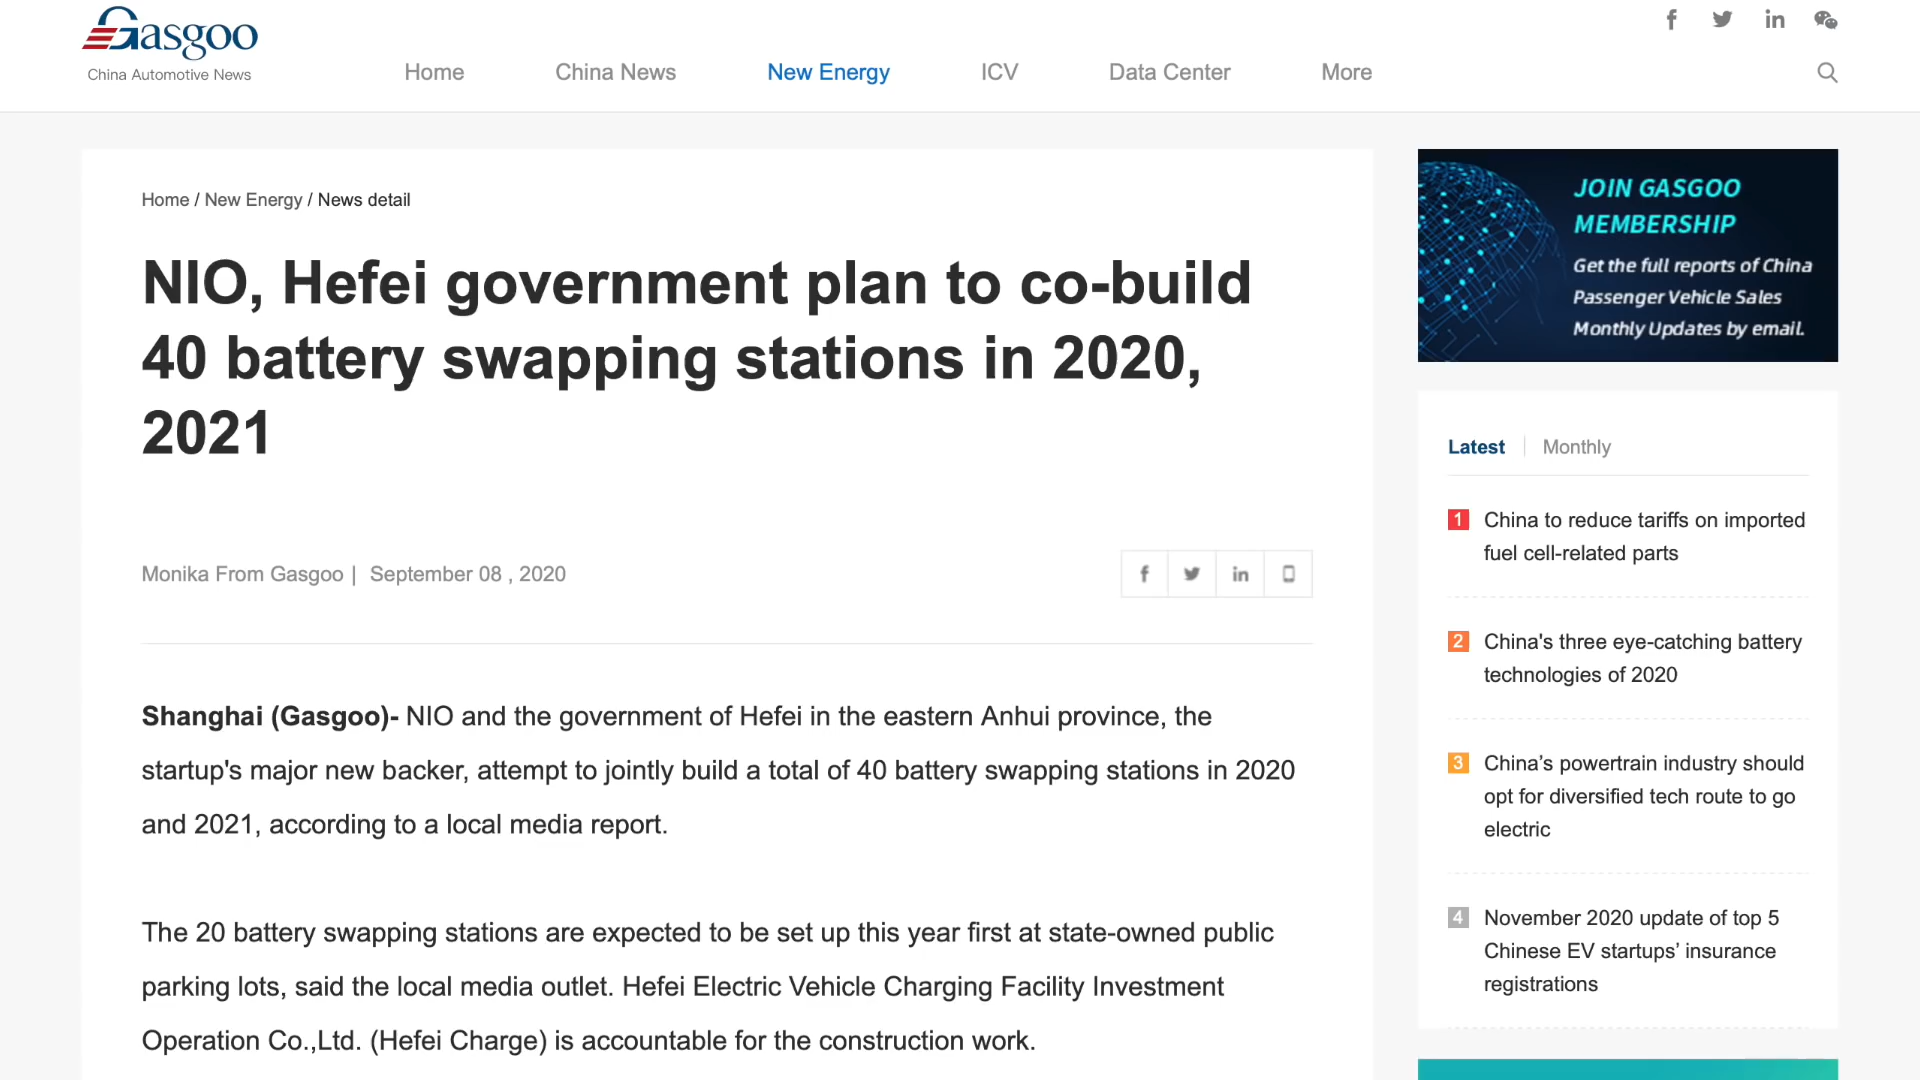 Gasgoo
China Automotive News
Home
China News
New Energy
ICV
Data Center
More
Home / New Energy / News detail
NIO, Hefei government plan to co-build
40 battery swapping stations in 2020,
2021
Monika From Gasgoo | September 08 , 2020
Shanghai (Gasgoo)- NIO and the government of Hefei in the eastern Anhui province, the
startup's major new backer, attempt to jointly build a total of 40 battery swapping stations in 2020
and 2021, according to a local media report.
The 20 battery swapping stations are expected to be set up this year first at state-owned public
parking lots, said the local media outlet. Hefei Electric Vehicle Charging Facility Investment
Operation Co.,Ltd. (Hefei Charge) is accountable for the construction work.
JOIN GASGOO
MEMBERSHIP
Get the full reports of China
Passenger Vehicle Sales
Monthly Updates by email.
Latest
Monthly
1 China to reduce tariffs on imported
fuel cell-related parts
2 China's three eye-catching battery
technologies of 2020
3 China’s powertrain industry should
opt for diversified tech route to go
electric
4 November 2020 update of top 5
Chinese EV startups’ insurance
registrations